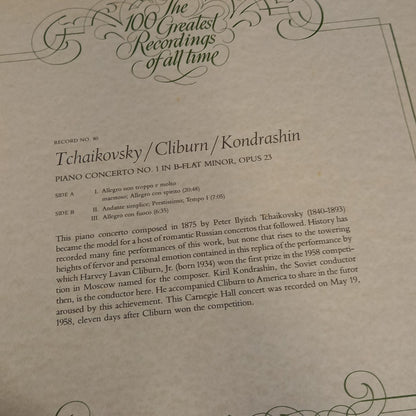 The
100 Greatest
Recordings
of all time
RECORD NO. 80
Tchaikovsky/Cliburn/Kondrashin
PIANO CONCERTO NO. 1 IN B-FLAT MINOR, OPUS 23
SIDE A I. Allegro non troppo e molto
marmoso; Allegro con spirito (20:48)
SIDE B II. Andante simplice; Prestissimo; Tempo I (7:05)
III. Allegro con fuoco (6:35)
This piano concerto composed in 1875 by Peter Ilyitsch Tchaikovsky (1840-1893)
became the model for a host of romantic Russian concertos that followed. History has
recorded many fine performances of this work, but none that rises to the towering
heights of fervor and personal emotion contained in this replica of the performance by
which Harvey Lavan Cliburn, Jr. (born 1934) won the first prize in the 1958 competi-
tion in Moscow named for the composer. Kiril Kondrashin, the Soviet conductor
then, is the conductor here. He accompanied Cliburn to America to share in the furor
aroused by this achievement. This Carnegie Hall concert was recorded on May 19,
1958, eleven days after Cliburn won the competition.